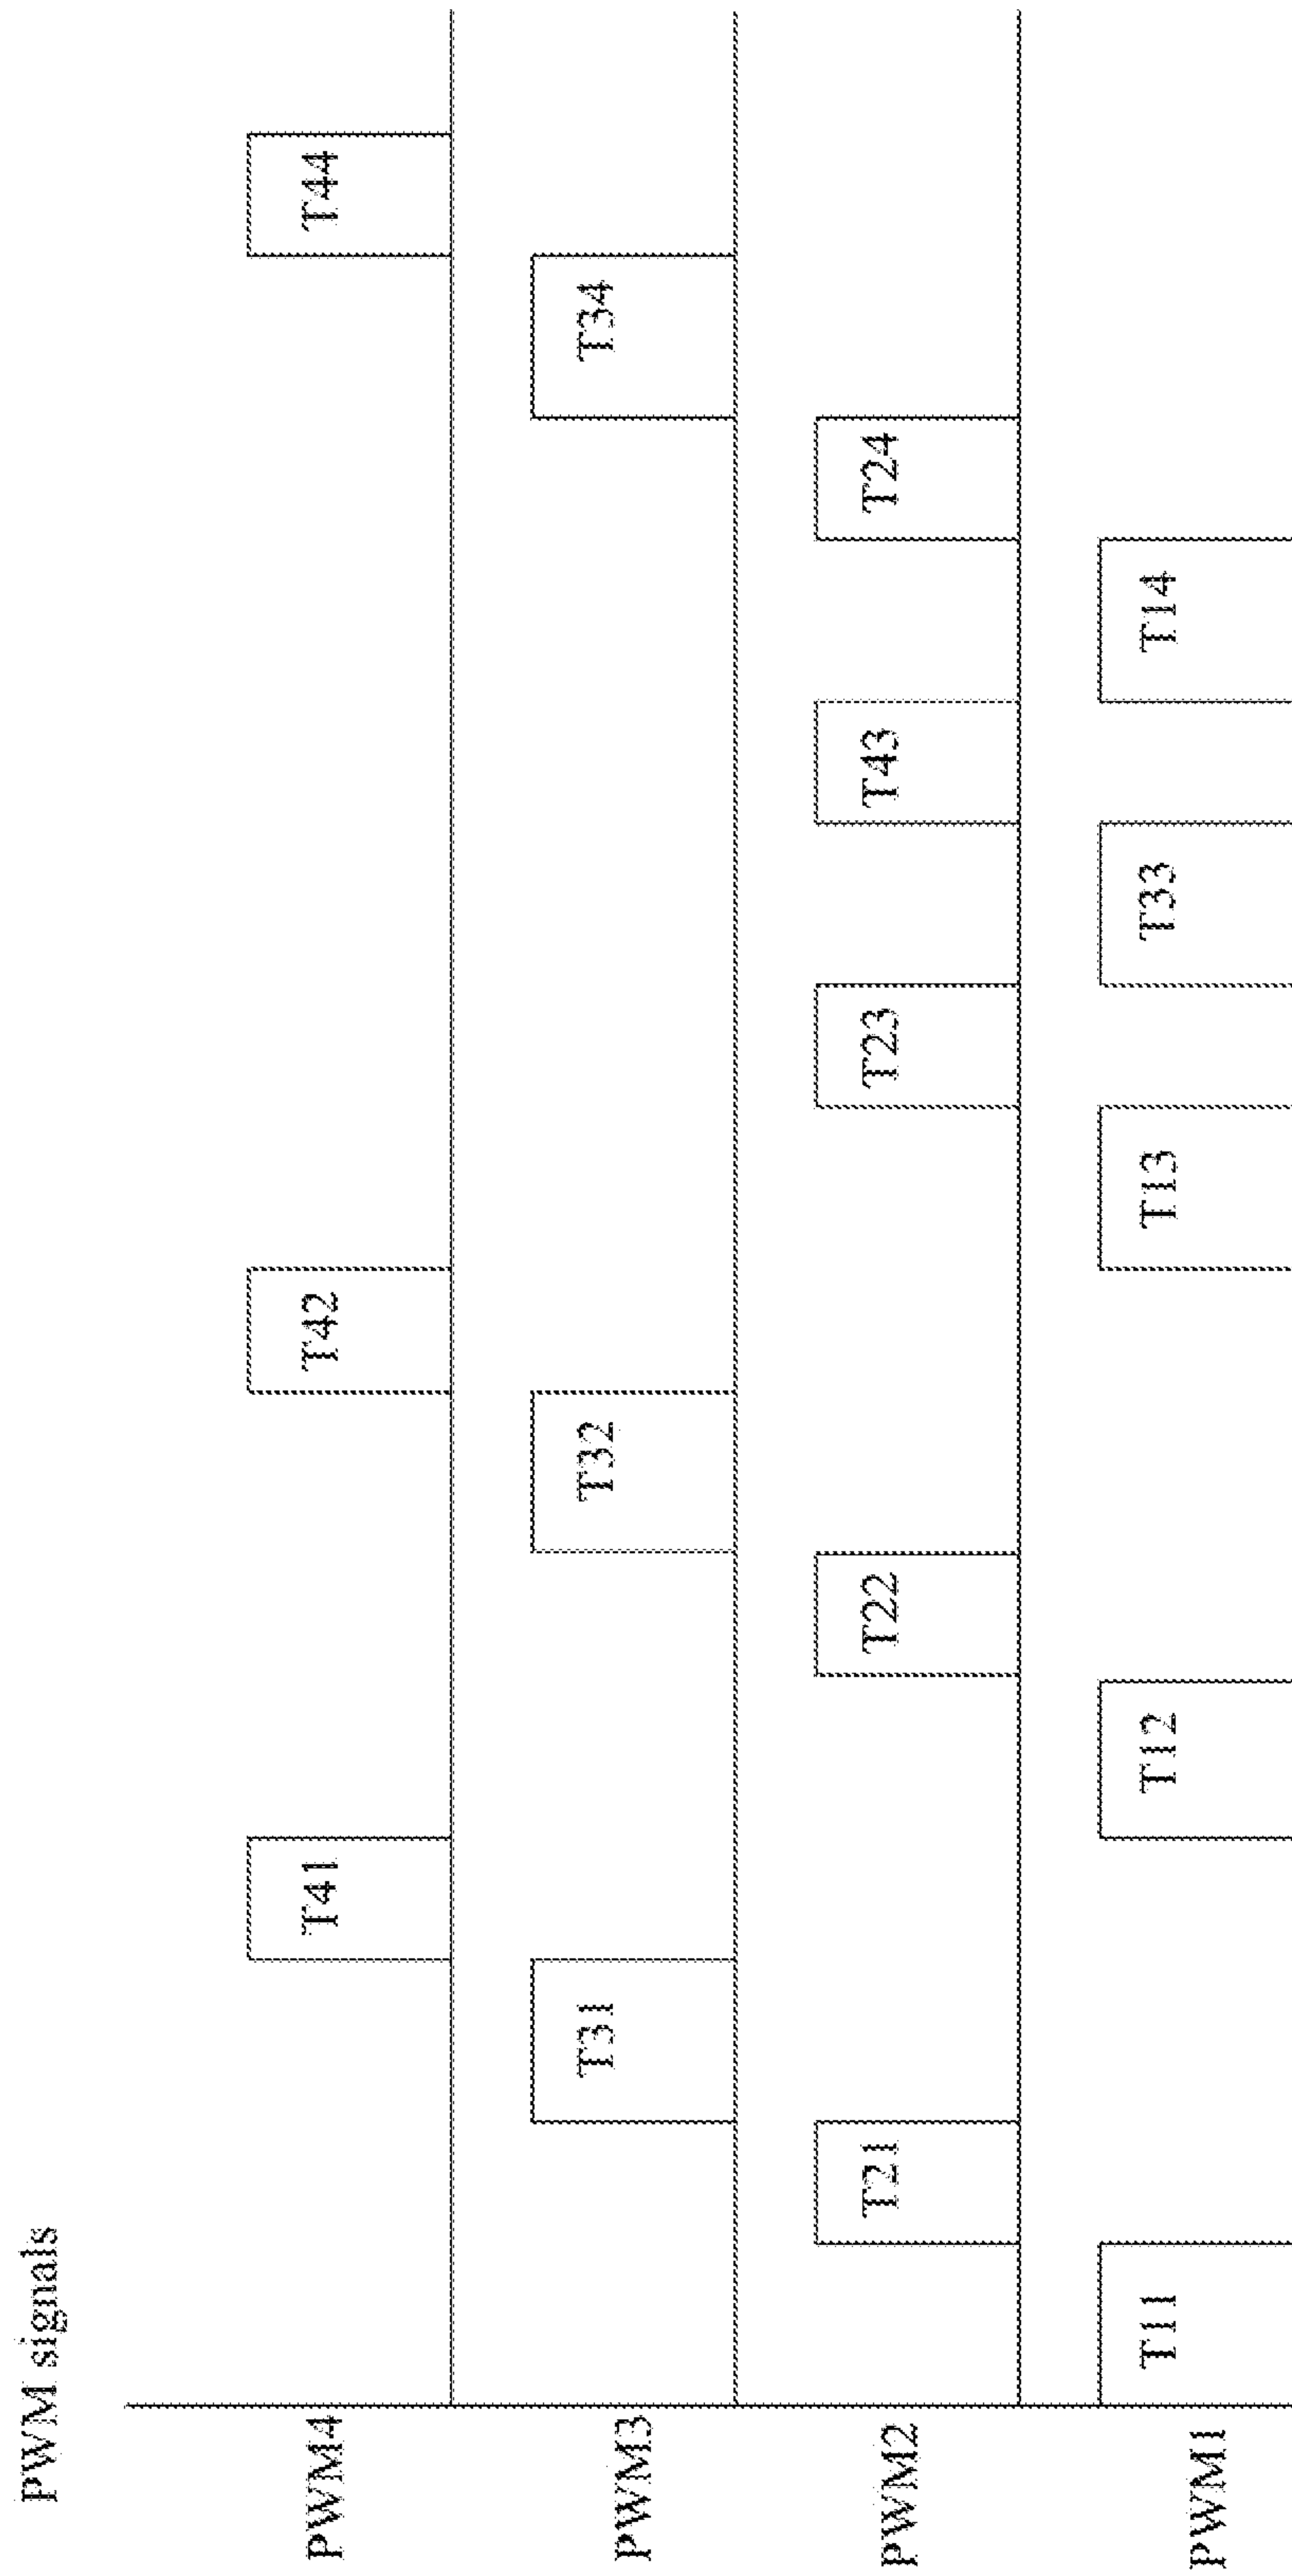 PWM signals
PWM4
T41
T42
T44
PWM3
T31
T32
T34
PWM2
T21
T22
T23
T43
T24
PWM1
T11
T12
T13
T33
T14